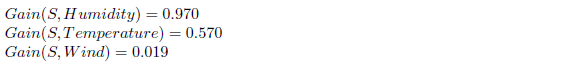 Gain(S, Humidity) = 0.970
Gain(S, Temperature) = 0.570
Gain(S, Wind) = 0.019